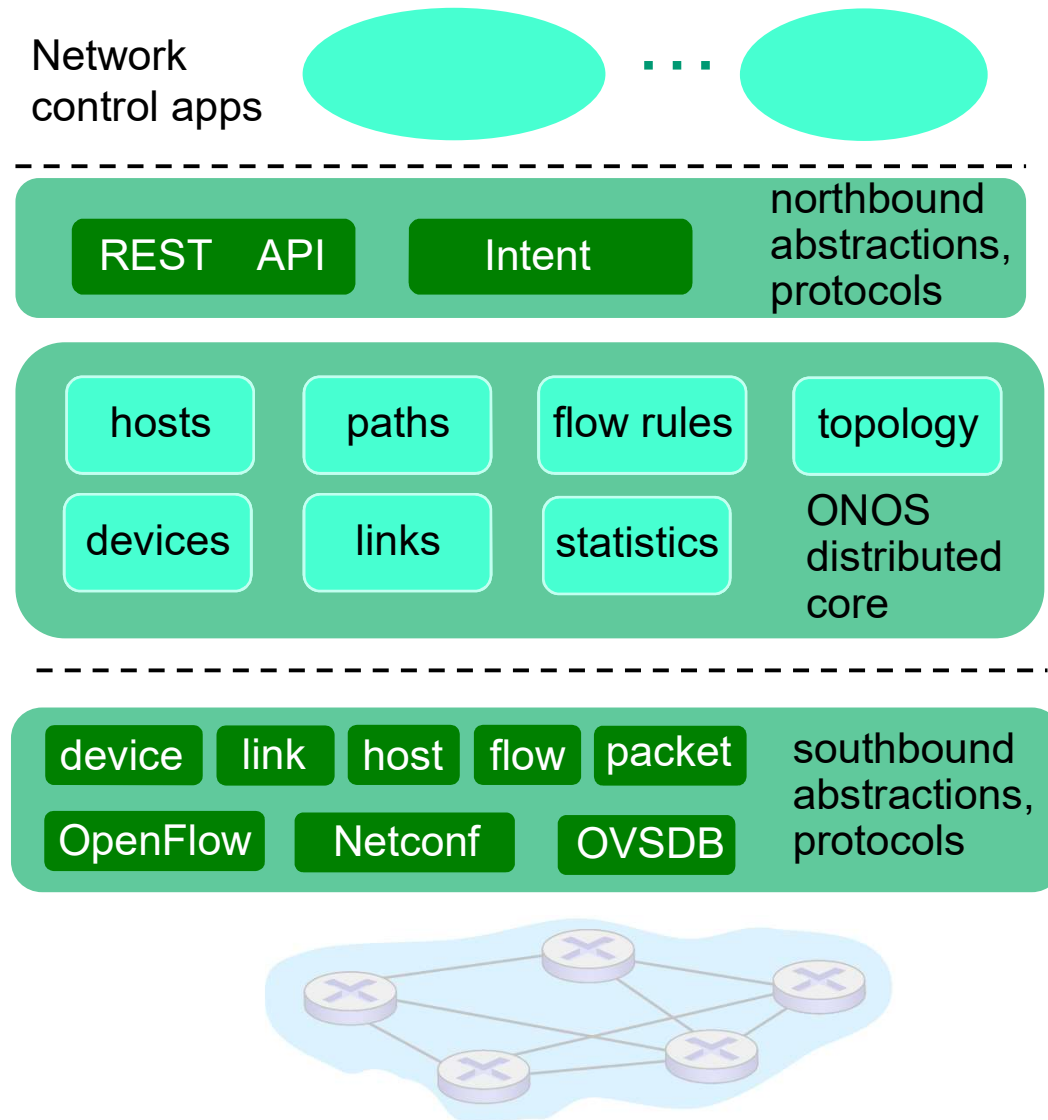 Network
control apps
...
REST API
Intent
northbound
abstractions,
protocols
hosts
paths
flow rules
topology
devices
links
statistics
ONOS
distributed
core
device
link
host
flow
packet
OpenFlow
Netconf
OVSDB
southbound
abstractions,
protocols